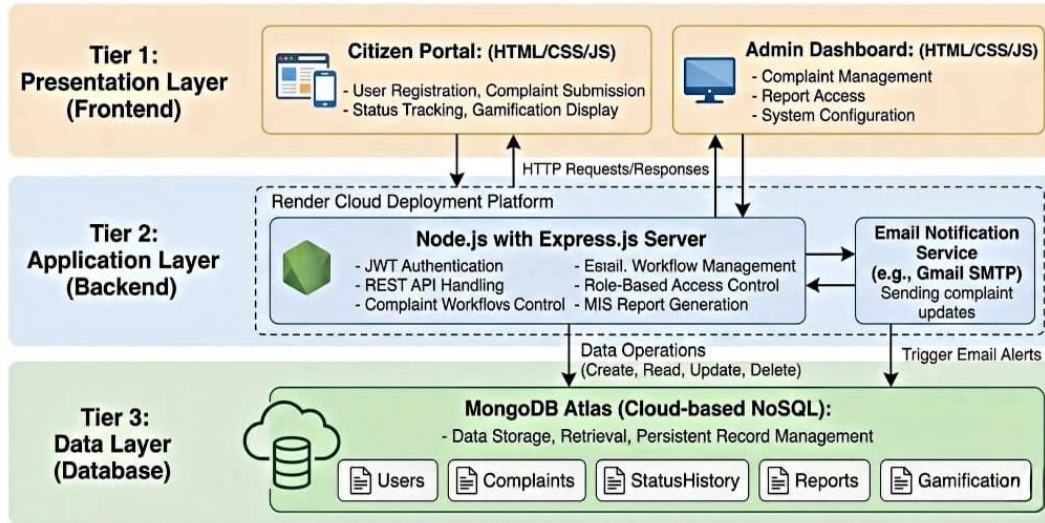 Tier 1:
Presentation Layer
(Frontend)
Citizen Portal: (HTML/CSS/JS)
- User Registration, Complaint Submission
- Status Tracking, Gamification Display
Admin Dashboard: (HTML/CSS/JS)
- Complaint Management
- Report Access
- System Configuration
HTTP Requests/Responses
Tier 2:
Application Layer
(Backend)
Render Cloud Deployment Platform
Node.js with Express.js Server
- JWT Authentication
- REST API Handling
- Complaint Workflovs Control
- Esıail. Workflow Management
- Role-Based Access Control
- MIS Report Generation
Email Notification
Service
(e.g., Gmail SMTP)
Sending complaint
updates
Data Operations
(Create, Read, Update, Delete)
Trigger Email Alerts
Tier 3:
Data Layer
(Database)
MongoDB Atlas (Cloud-based NoSQL):
- Data Storage, Retrieval, Persistent Record Management
Users
Complaints
StatusHistory
Reports
Gamification